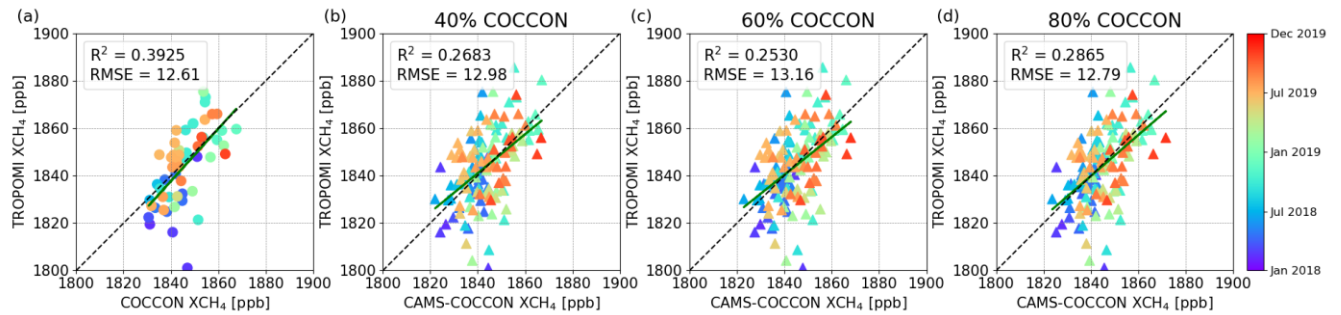 (a)
(b)
40% COCCON
(c)
60% COCCON
(d)
80% COCCON
R² = 0.3925
RMSE = 12.61
R² = 0.2683
RMSE = 12.98
R² = 0.2530
RMSE = 13.16
R² = 0.2865
RMSE = 12.79
1900
1880
1860
1840
1820
1800
TROPOMI XCH₄ [ppb]
1800 1820 1840 1860 1880 1900
COCCON XCH₄ [ppb]
1900
1880
1860
1840
1820
1800
TROPOMI XCH₄ [ppb]
1800 1820 1840 1860 1880 1900
CAMS-COCCON XCH₄ [ppb]
1900
1880
1860
1840
1820
1800
TROPOMI XCH₄ [ppb]
1800 1820 1840 1860 1880 1900
CAMS-COCCON XCH₄ [ppb]
1900
1880
1860
1840
1820
1800
TROPOMI XCH₄ [ppb]
1800 1820 1840 1860 1880 1900
CAMS-COCCON XCH₄ [ppb]
Dec 2019
Jul 2019
Jan 2019
Jul 2018
Jan 2018